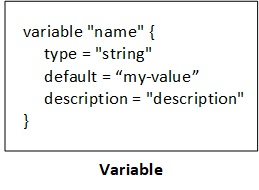 variable "name" {
type = "string"
default = “my-value”
description = "description"
}
Variable